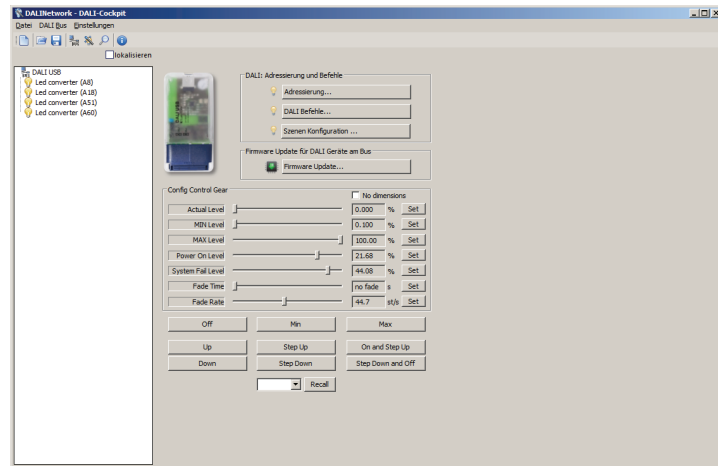 DALINetwork - DALI-Cockpit
Datei DALI Bus Einstellungen
lokalisieren
DALI USB
Led converter (A8)
Led converter (A18)
Led converter (A51)
Led converter (A60)
DALI: Adressierung und Befehle
Adressierung...
DALI Befehle...
Szenen Konfiguration ...
Firmware Update für DALI Geräte am Bus
Firmware Update...
Config Control Gear
No dimensions
Actual Level 0.000 % Set
MIN Level 0.100 % Set
MAX Level 100.00 % Set
Power On Level 21.68 % Set
System Fail Level 44.08 % Set
Fade Time no fade s Set
Fade Rate 44.7 st/s Set
Off Min Max
Up Step Up On and Step Up
Down Step Down Step Down and Off
Recall